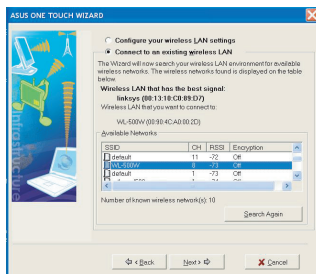 ASUS ONE TOUCH WIZARD
Configure your wireless LAN settings
Connect to an existing wireless LAN
The Wizard will now search your wireless LAN environment for available
wireless networks. The wireless networks found is displayed on the table
below.
Wireless LAN that has the best signal:
linksys (00:13:10:C0:89:D7)
Wireless LAN that you want to connect to:
WL-500W (00:90:4C:A0:00:2D)
Available Networks
SSID CH RSSI Encryption
default 11 -72 Off
WL-500W 8 -73 Off
default 1 -73 Off
Number of known wireless network(s): 10
Search Again
Infrastructure
< Back Next > Cancel